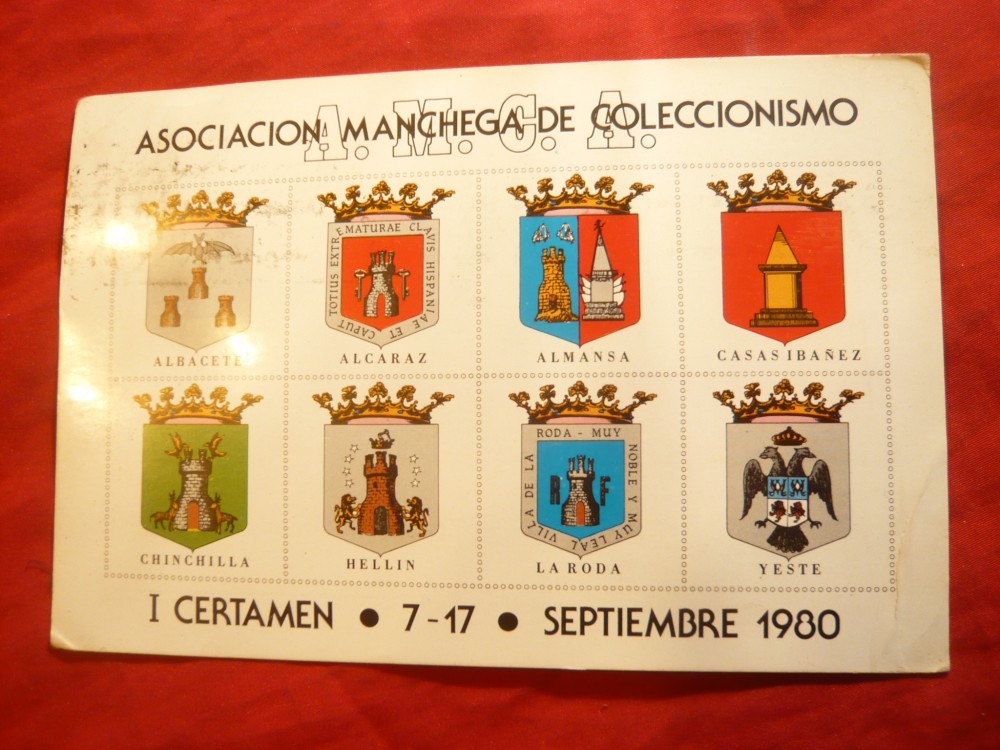 ASOCIACION MANCHEGA DE COLECCIONISMO
A. M. C. A.
ALBACETE
TOTIUS EXTREMATURAE CLAVIS HISPANIAE ET CAPUT
ALCARAZ
ALMANSA
CASAS IBAÑEZ
CHINCHILLA
HELLIN
VILLA DE LA RODA - MUY NOBLE Y MUY LEAL
R F
LA RODA
YESTE
I CERTAMEN ● 7-17 ● SEPTIEMBRE 1980